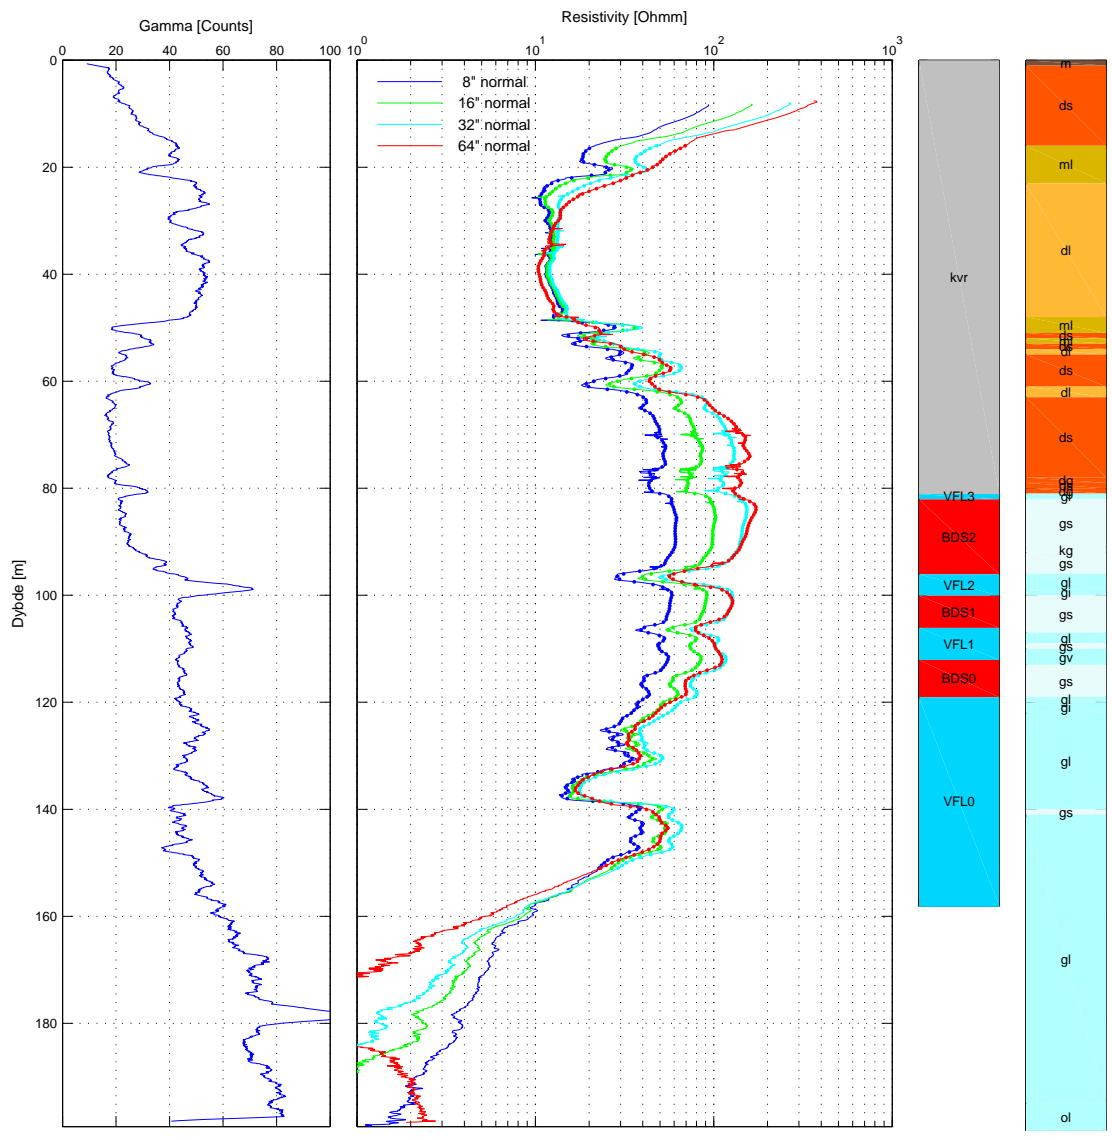 Gamma [Counts]
0 20 40 60 80 100
Resistivity [Ohmm]
10^0 10^1 10^2 10^3
8" normal
16" normal
32" normal
64" normal
Dybde [m]
0
20
40
60
80
100
120
140
160
180
kvr
VFL3
BDS2
VFL2
BDS1
VFL1
BDS0
VFL0
m
ds
ml
dl
ml
ds
ml
ds
dl
ds
dl
ds
dg
gl
gs
kg
gs
gl
gi
gs
gl
gs
gv
gs
gl
gl
gl
gs
gl
ol